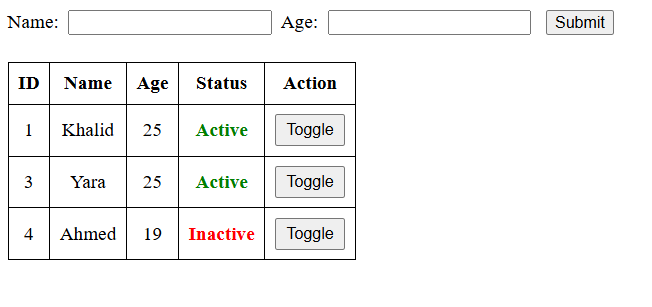 Name: Age: Submit
ID Name Age Status Action
1 Khalid 25 Active Toggle
3 Yara 25 Active Toggle
4 Ahmed 19 Inactive Toggle